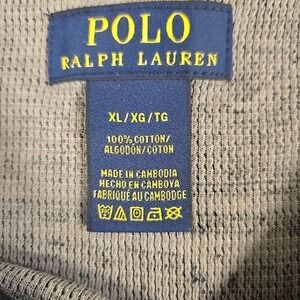 POLO
RALPH LAUREN
XL/XG/TG
100% COTTON/
ALGODÓN/COTON
MADE IN CAMBODIA
HECHO EN CAMBOYA
FABRIQUÉ AU CAMBODGE